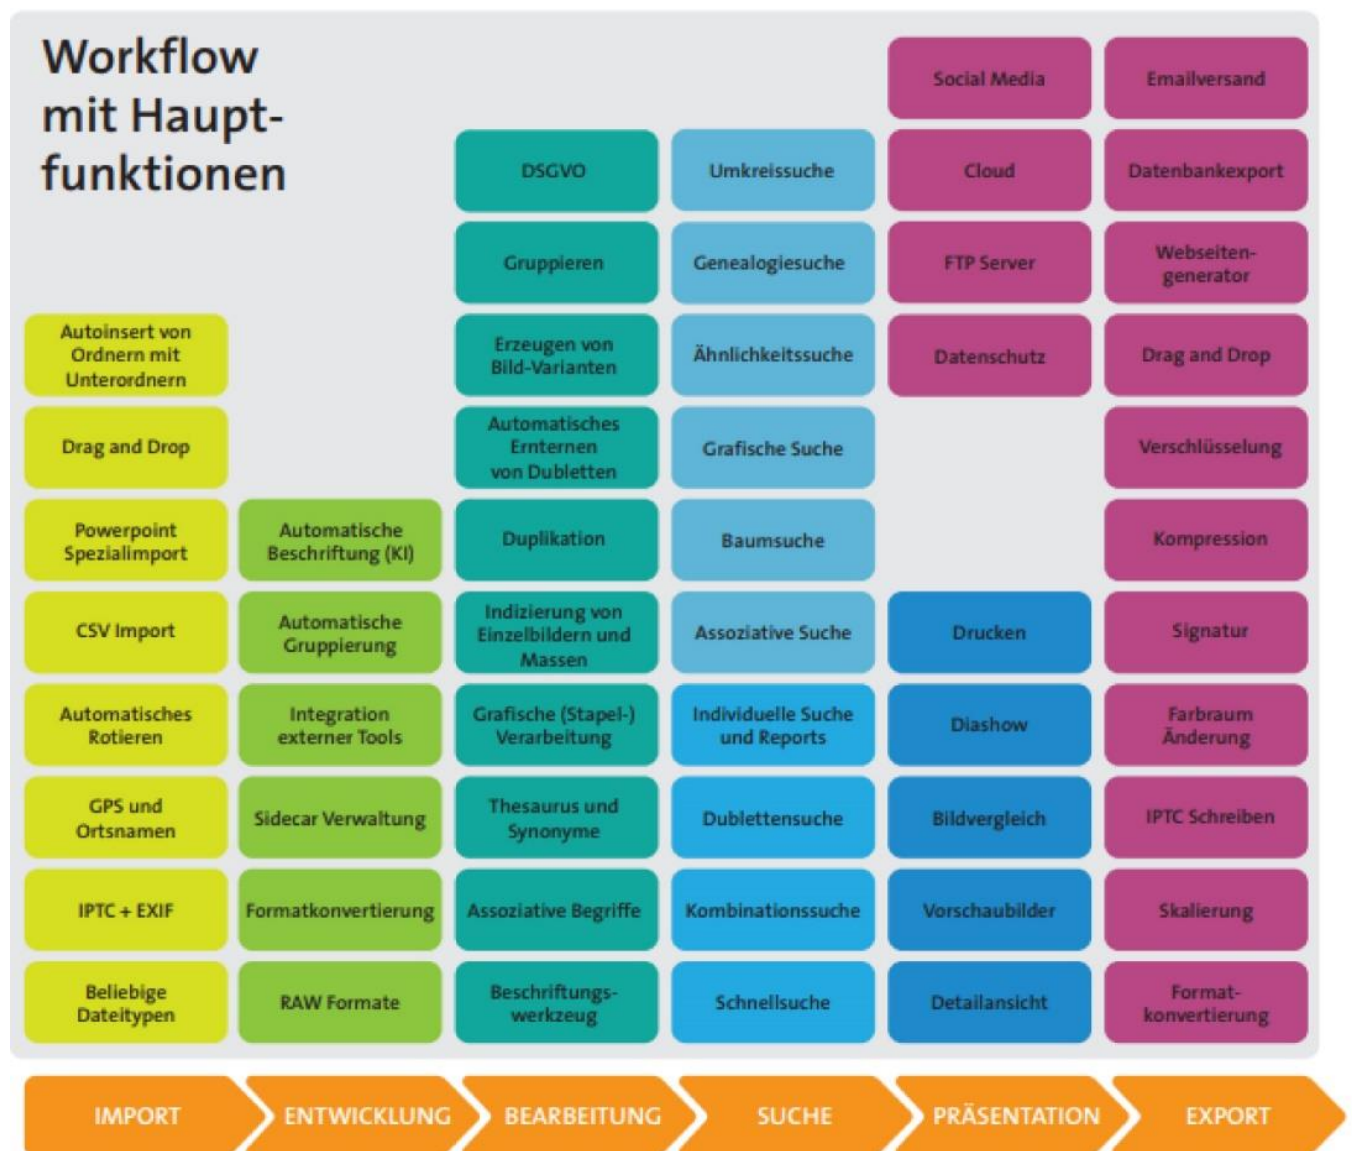 Workflow
mit Haupt-
funktionen
Social Media
Emailversand
DSGVO
Umkreissuche
Cloud
Datenbankexport
Gruppieren
Genealogiesuche
FTP Server
Webseiten-
generator
Autoinsert von
Ordnern mit
Unterordnern
Erzeugen von
Bild-Varianten
Ähnlichkeitssuche
Datenschutz
Drag and Drop
Drag and Drop
Automatisches
Ernternen
von Dubletten
Grafische Suche
Verschlüsselung
Powerpoint
Spezialimport
Automatische
Beschriftung (KI)
Duplikation
Baumsuche
Kompression
CSV Import
Automatische
Gruppierung
Indizierung von
Einzelbildern und
Massen
Assoziative Suche
Drucken
Signatur
Automatisches
Rotieren
Integration
externer Tools
Grafische (Stapel-)
Verarbeitung
Individuelle Suche
und Reports
Diashow
Farbraum
Änderung
GPS und
Ortsnamen
Sidecar Verwaltung
Thesaurus und
Synonyme
Dublettensuche
Bildvergleich
IPTC Schreiben
IPTC + EXIF
Formatkonvertierung
Assoziative Begriffe
Kombinationssuche
Vorschaubilder
Skalierung
Beliebige
Dateitypen
RAW Formate
Beschriftungs-
werkzeug
Schnellsuche
Detailansicht
Format-
konvertierung
IMPORT
ENTWICKLUNG
BEARBEITUNG
SUCHE
PRÄSENTATION
EXPORT